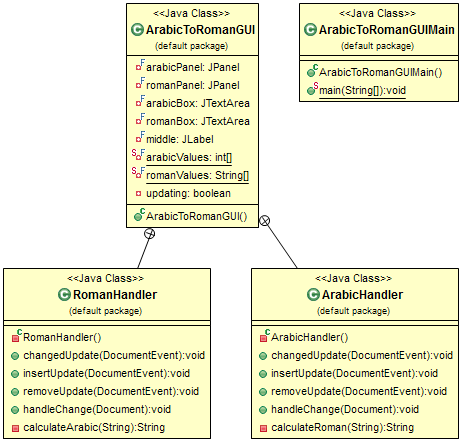 <<Java Class>>
ArabicToRomanGUI
(default package)
arabicPanel: JPanel
romanPanel: JPanel
arabicBox: JTextArea
romanBox: JTextArea
middle: JLabel
arabicValues: int[]
romanValues: String[]
updating: boolean
ArabicToRomanGUI()
<<Java Class>>
ArabicToRomanGUIMain
(default package)
ArabicToRomanGUIMain()
main(String[]):void
<<Java Class>>
RomanHandler
(default package)
RomanHandler()
changedUpdate(DocumentEvent):void
insertUpdate(DocumentEvent):void
removeUpdate(DocumentEvent):void
handleChange(Document):void
calculateArabic(String):String
<<Java Class>>
ArabicHandler
(default package)
ArabicHandler()
changedUpdate(DocumentEvent):void
insertUpdate(DocumentEvent):void
removeUpdate(DocumentEvent):void
handleChange(Document):void
calculateRoman(String):String